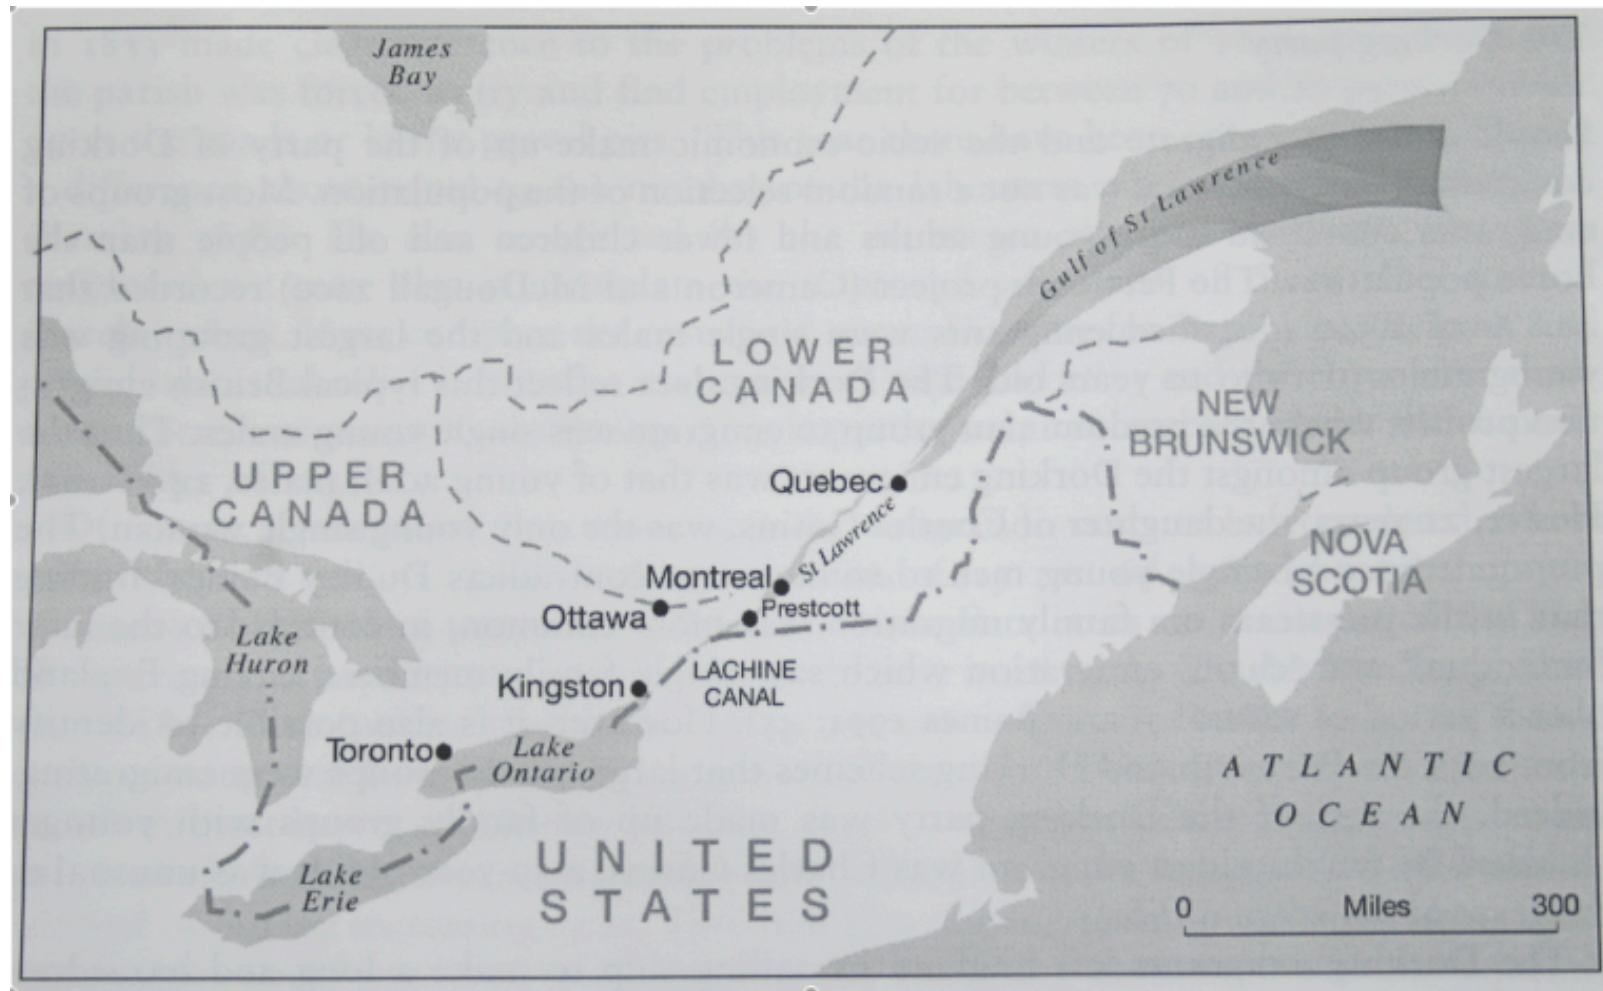 James
Bay
Gulf of St Lawrence
LOWER
CANADA
NEW
BRUNSWICK
UPPER
CANADA
Quebec
St Lawrence
NOVA
SCOTIA
Montreal
Ottawa
Prestcott
Lake
Huron
LACHINE
CANAL
Kingston
Toronto
Lake
Ontario
ATLANTIC
OCEAN
UNITED
STATES
Lake
Erie
0 Miles 300